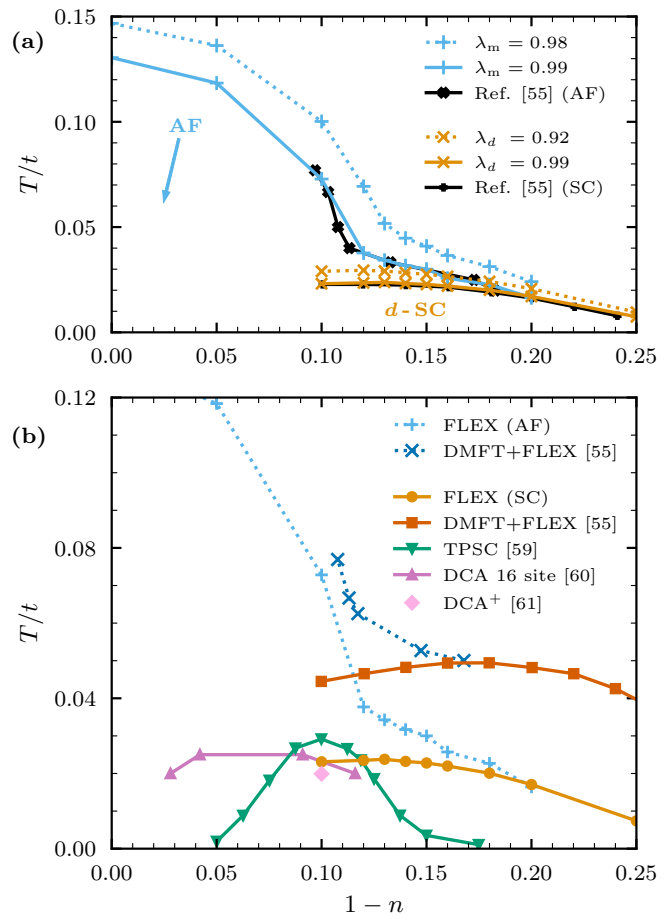 (a)
T/t
0.15
0.10
0.05
0.00
0.00
0.05
0.10
0.15
0.20
0.25
AF
d - SC
λm = 0.98
λm = 0.99
Ref. [55] (AF)
λd = 0.92
λd = 0.99
Ref. [55] (SC)
(b)
T/t
0.12
0.08
0.04
0.00
FLEX (AF)
DMFT+FLEX [55]
FLEX (SC)
DMFT+FLEX [55]
TPSC [59]
DCA 16 site [60]
DCA⁺ [61]
0.00
0.05
0.10
0.15
0.20
0.25
1 − n